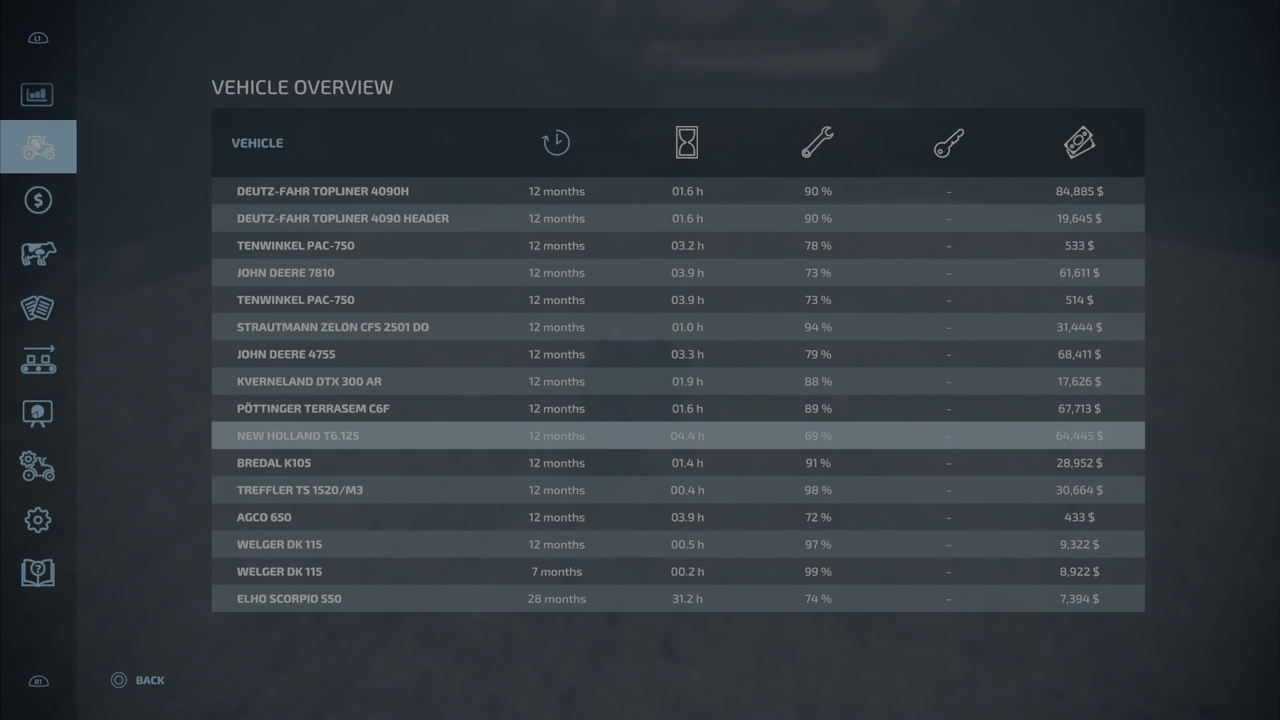 L1
VEHICLE OVERVIEW
VEHICLE
DEUTZ-FAHR TOPLINER 4090H 12 months 01.6 h 90 % - 84,885 $
DEUTZ-FAHR TOPLINER 4090 HEADER 12 months 01.6 h 90 % - 19,645 $
TENWINKEL PAC-750 12 months 03.2 h 78 % - 533 $
JOHN DEERE 7810 12 months 03.9 h 73 % - 61,611 $
TENWINKEL PAC-750 12 months 03.9 h 73 % - 514 $
STRAUTMANN ZELON CFS 2501 DO 12 months 01.0 h 94 % - 31,444 $
JOHN DEERE 4755 12 months 03.3 h 79 % - 68,411 $
KVERNELAND DTX 300 AR 12 months 01.9 h 88 % - 17,626 $
PÖTTINGER TERRASEM C6F 12 months 01.6 h 89 % - 67,713 $
NEW HOLLAND T6.125 12 months 04.4 h 69 % - 64,445 $
BREDAL K105 12 months 01.4 h 91 % - 28,952 $
TREFFLER TS 1520/M3 12 months 00.4 h 98 % - 30,664 $
AGCO 650 12 months 03.9 h 72 % - 433 $
WELGER DK 115 12 months 00.5 h 97 % - 9,322 $
WELGER DK 115 7 months 00.2 h 99 % - 8,922 $
ELHO SCORPIO 550 28 months 31.2 h 74 % - 7,394 $
R1
BACK